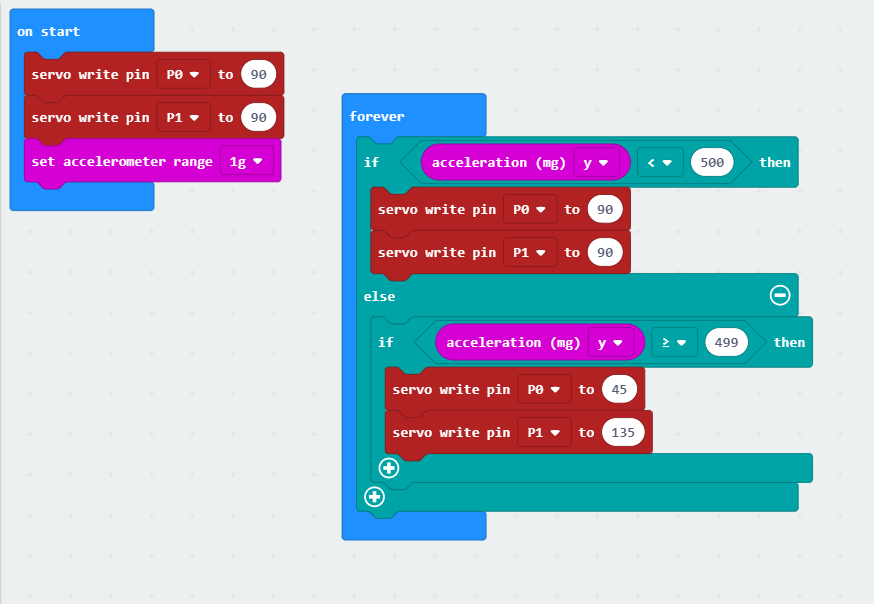 on start
servo write pin P0 to 90
servo write pin P1 to 90
set accelerometer range 1g
forever
if acceleration (mg) y < 500 then
servo write pin P0 to 90
servo write pin P1 to 90
else
if acceleration (mg) y ≥ 499 then
servo write pin P0 to 45
servo write pin P1 to 135